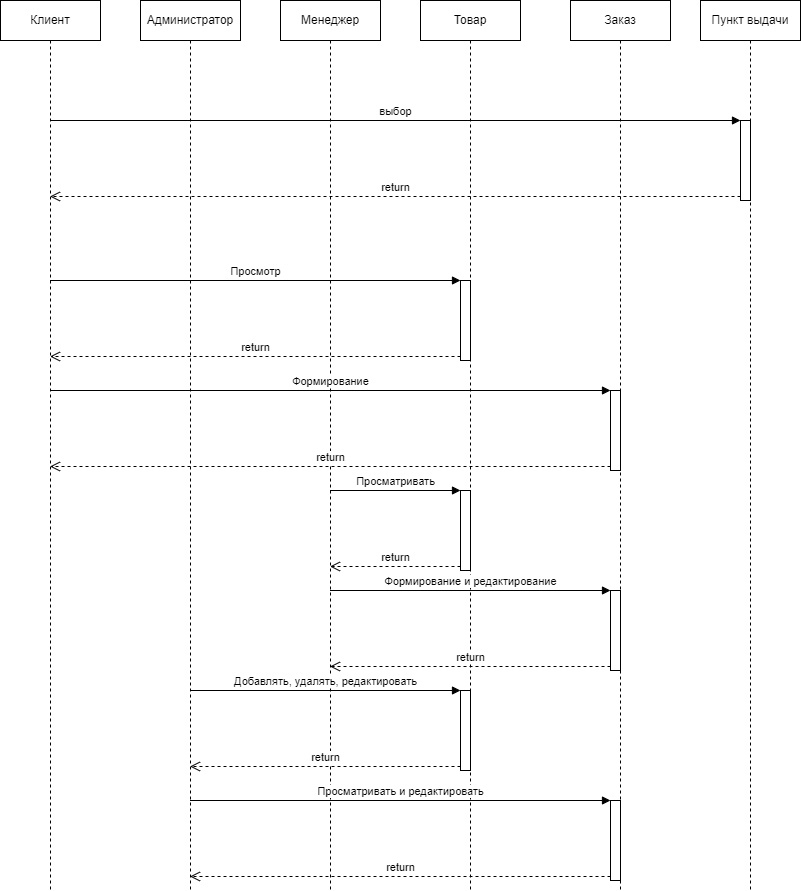 Клиент
Администратор
Менеджер
Товар
Заказ
Пункт выдачи
выбор
return
Просмотр
return
Формирование
return
Просматривать
return
Формирование и редактирование
return
Добавлять, удалять, редактировать
return
Просматривать и редактировать
return